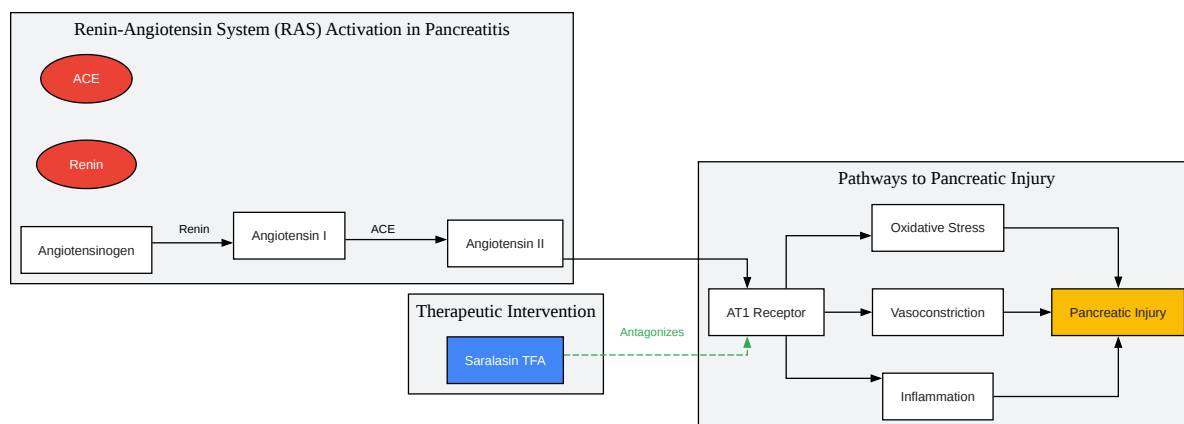 Renin-Angiotensin System (RAS) Activation in Pancreatitis
ACE
Renin
Angiotensinogen
Renin
Angiotensin I
ACE
Angiotensin II
Therapeutic Intervention
Saralasin TFA
Antagonizes
Pathways to Pancreatic Injury
AT1 Receptor
Oxidative Stress
Vasoconstriction
Inflammation
Pancreatic Injury